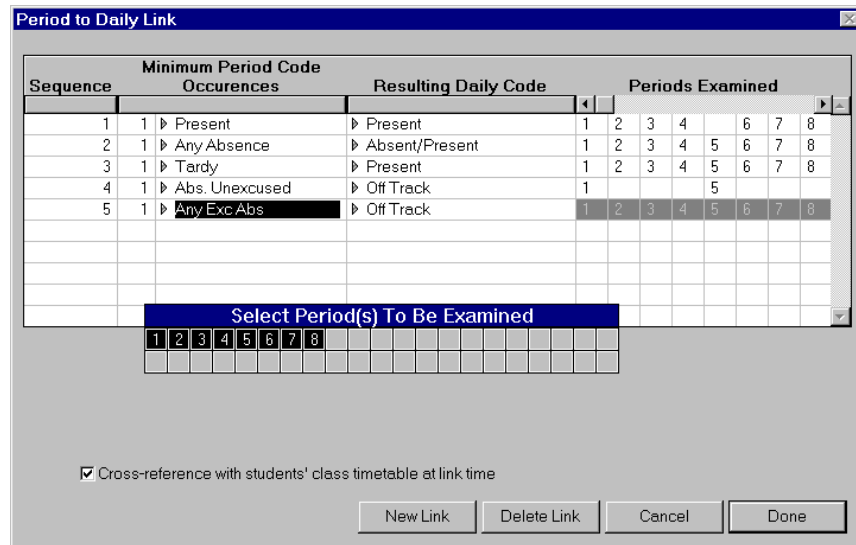 Period to Daily Link
Minimum Period Code
Sequence Occurences Resulting Daily Code Periods Examined
1 1 Present Present 1 2 3 4 6 7 8
2 1 Any Absence Absent/Present 1 2 3 4 5 6 7 8
3 1 Tardy Present 1 2 3 4 5 6 7 8
4 1 Abs. Unexcused Off Track 1 5
5 1 Any Exc Abs Off Track 1 2 3 4 5 6 7 8
Select Period(s) To Be Examined
1 2 3 4 5 6 7 8
Cross-reference with students' class timetable at link time
New Link Delete Link Cancel Done